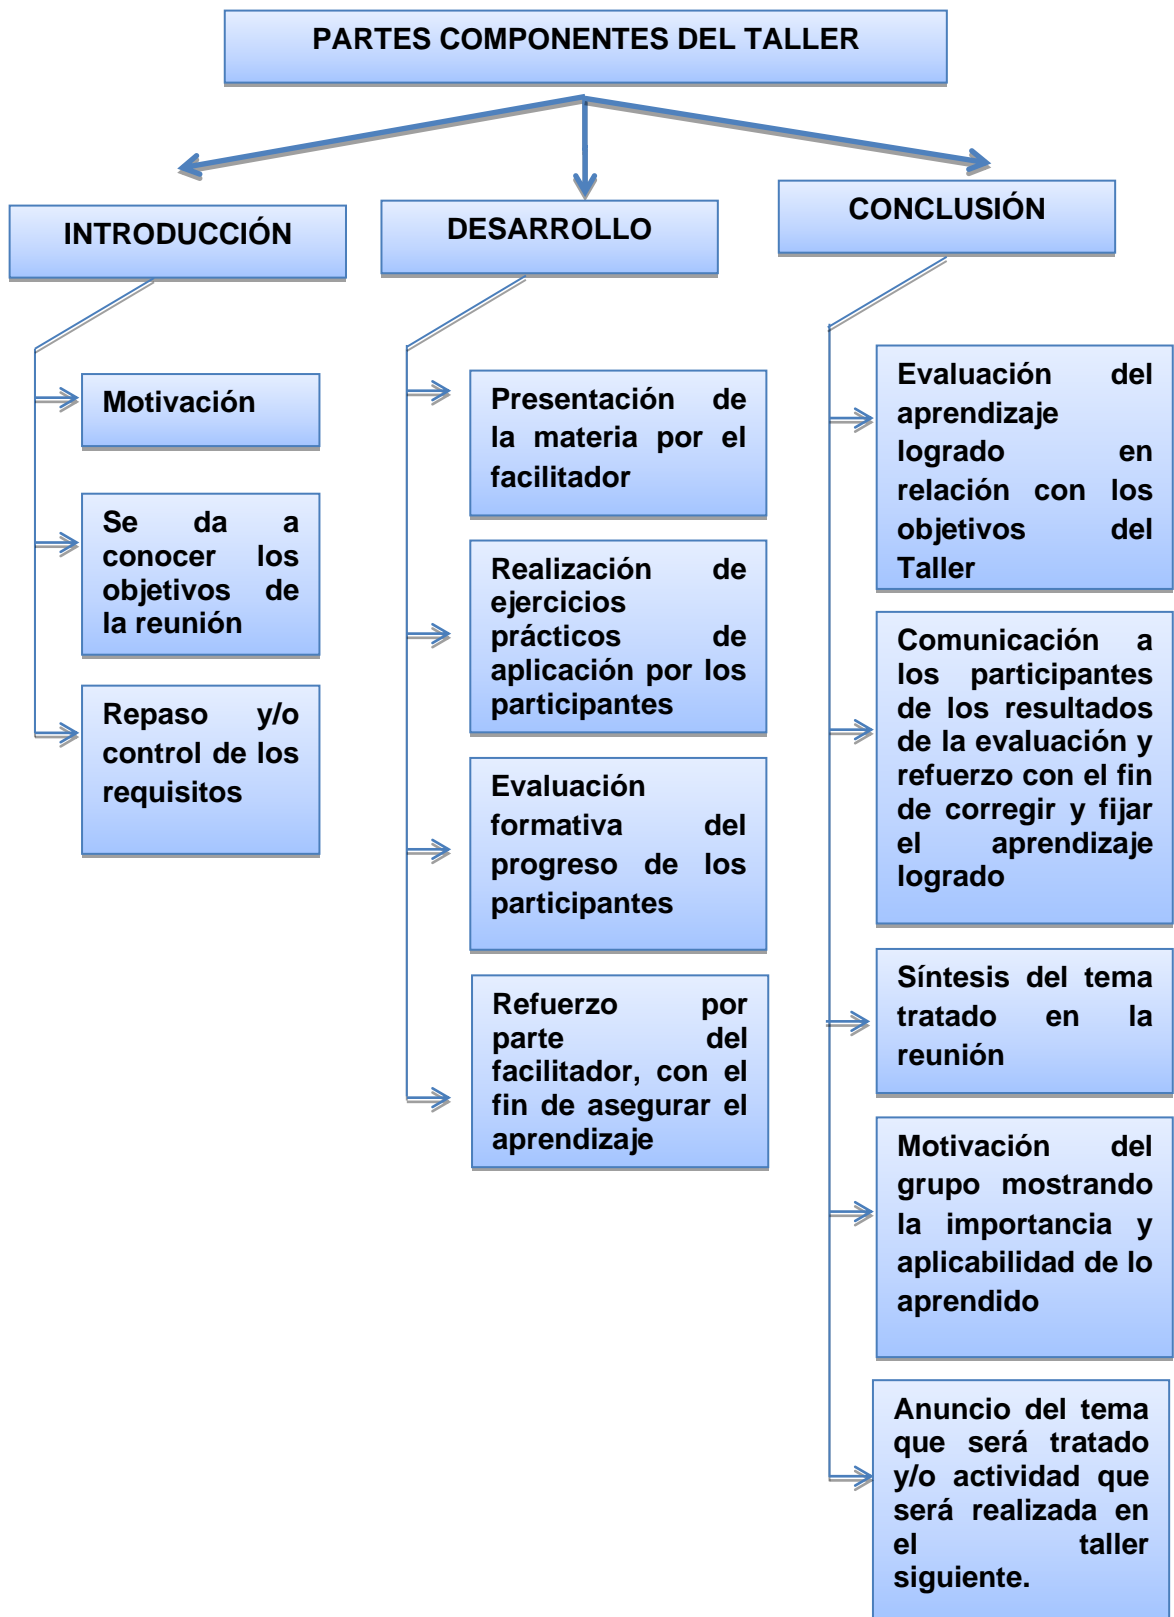 PARTES COMPONENTES DEL TALLER
INTRODUCCIÓN
Motivación
Se da a
conocer los
objetivos de
la reunión
Repaso y/o
control de los
requisitos
DESARROLLO
Presentación de
la materia por el
facilitador
Realización de
ejercicios
prácticos de
aplicación por los
participantes
Evaluación
formativa del
progreso de los
participantes
Refuerzo por
parte del
facilitador, con el
fin de asegurar el
aprendizaje
CONCLUSIÓN
Evaluación del
aprendizaje
logrado en
relación con los
objetivos del
Taller
Comunicación a
los participantes
de los resultados
de la evaluación y
refuerzo con el fin
de corregir y fijar
el aprendizaje
logrado
Síntesis del tema
tratado en la
reunión
Motivación del
grupo mostrando
la importancia y
aplicabilidad de lo
aprendido
Anuncio del tema
que será tratado
y/o actividad que
será realizada en
el taller
siguiente.